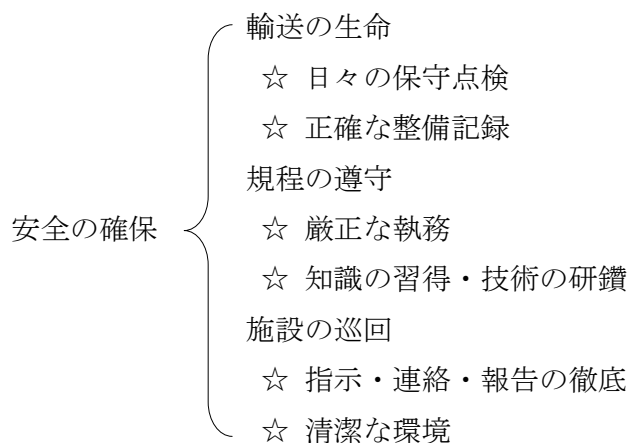 安全の確保
輸送の生命
☆ 日々の保守点検
☆ 正確な整備記録
規程の遵守
☆ 厳正な執務
☆ 知識の習得・技術の研鑽
施設の巡回
☆ 指示・連絡・報告の徹底
☆ 清潔な環境